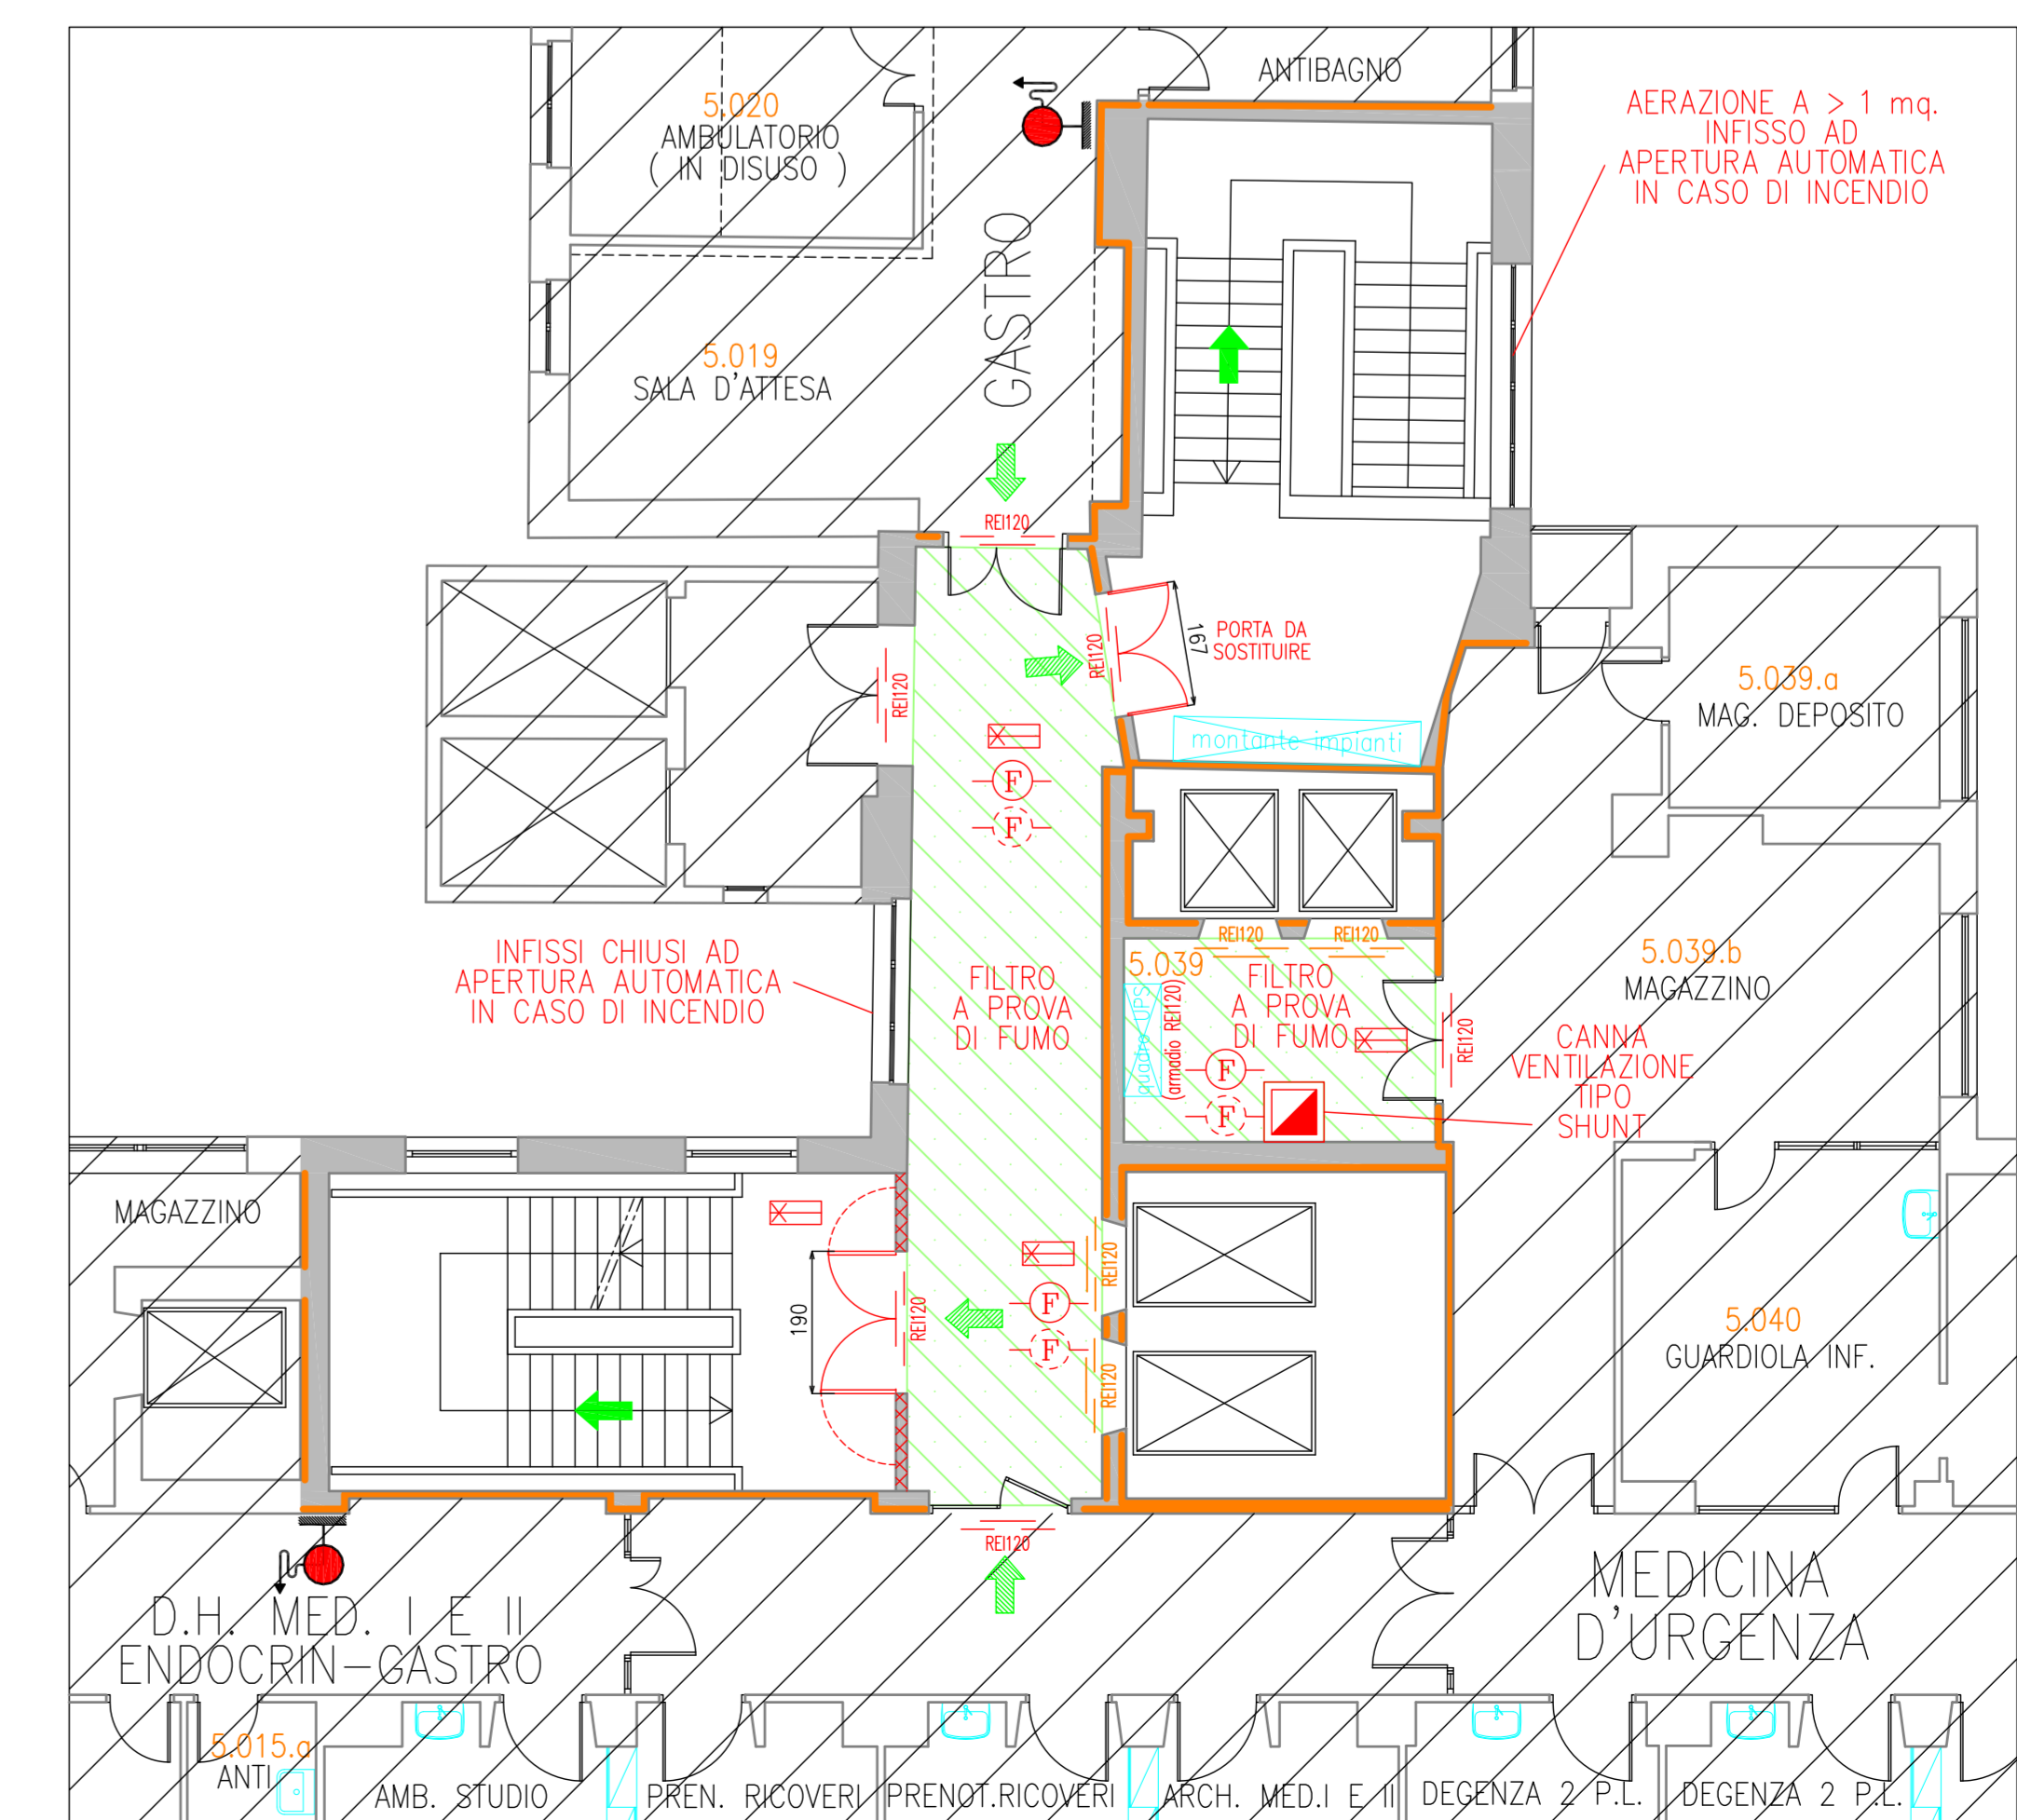 ANTIBAGNO
5.020
AMBULATORIO
( IN DISUSO )
AERAZIONE A > 1 mq.
INFISSO AD
APERTURA AUTOMATICA
IN CASO DI INCENDIO
GASTRO
5.019
SALA D'ATTESA
REI120
REI120
167
PORTA DA
SOSTITUIRE
REI120
5.039.a
MAG. DEPOSITO
montante impianti
F
F
REI120
REI120
INFISSI CHIUSI AD
APERTURA AUTOMATICA
IN CASO DI INCENDIO
FILTRO
A PROVA
DI FUMO
5.039
FILTRO
A PROVA
DI FUMO
quadro UPS
(armadio REI120)
F
F
REI120
5.039.b
MAGAZZINO
CANNA
VENTILAZIONE
TIPO
SHUNT
MAGAZZINO
190
REI120
F
F
REI120
REI120
5.040
GUARDIOLA INF.
REI120
D.H. MED. I E II
ENDOCRIN-GASTRO
MEDICINA
D'URGENZA
5.015.a
ANTI
AMB. STUDIO
PREN. RICOVERI
PRENOT.RICOVERI
ARCH. MED.I E II
DEGENZA 2 P.L.
DEGENZA 2 P.L.